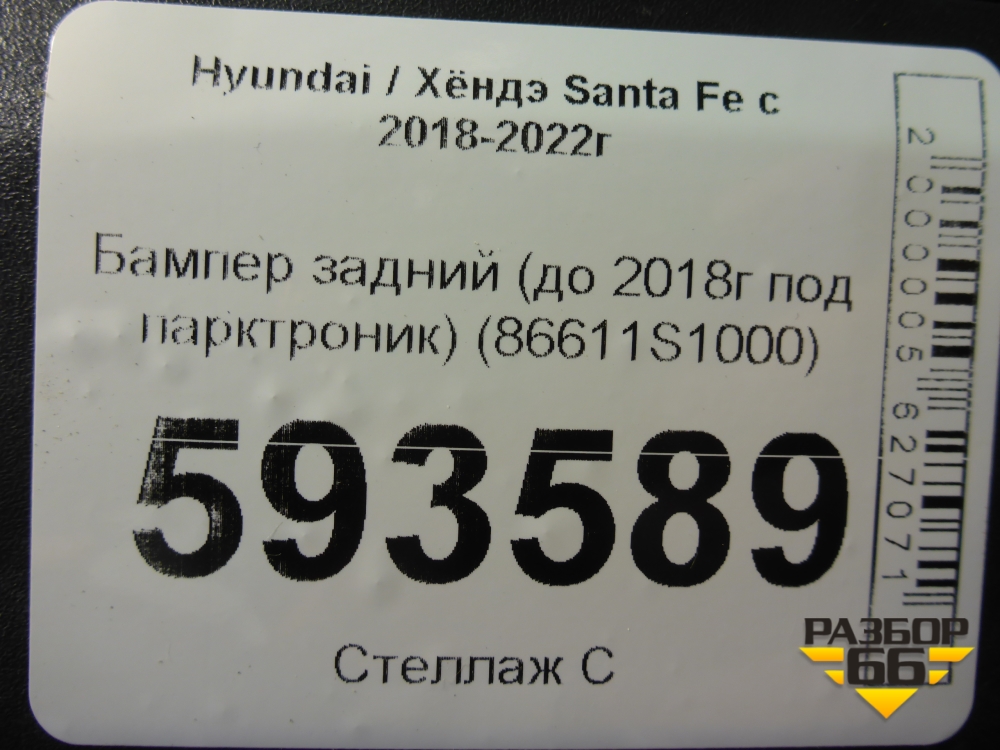 Hyundai / Хёндэ Santa Fe с
2018-2022г
Бампер задний (до 2018г под
парктроник) (86611S1000)
593589
Стеллаж С
2000005627071
РАЗБОР
66